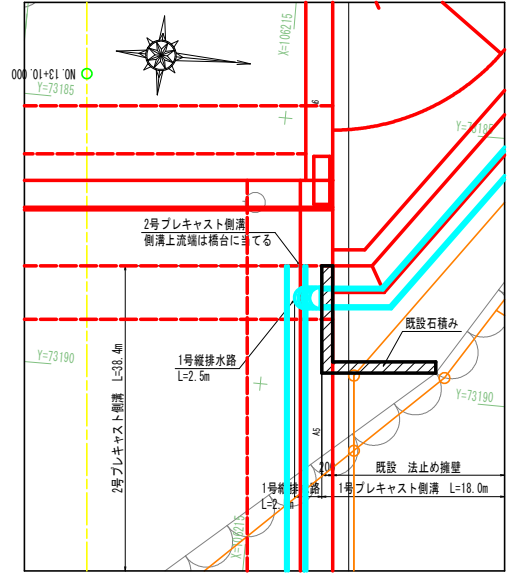 NO.13+10.000
Y=73185
X=106215
Y=73185
2号プレキャスト側溝
側溝上流端は橋台に当てる
既設石積み
1号縦排水路
L=2.5m
Y=73190
Y=73190
2号プレキャスト側溝 L=38.4m
A5
20
既設 法止め擁壁
1号プレキャスト側溝 L=18.0m
X=106215